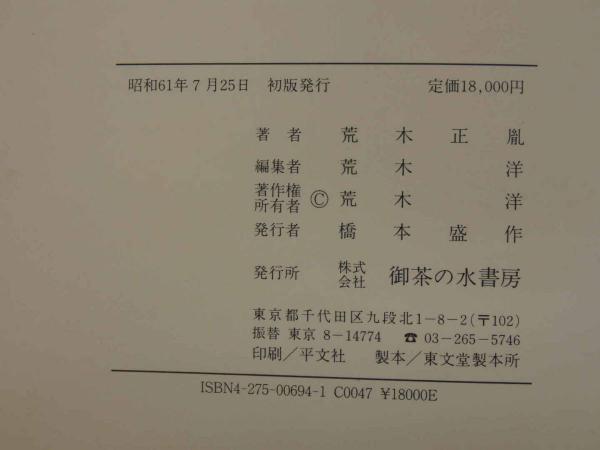 昭和61年7月25日 初版発行 定価18,000円
著者 荒木正胤
編集者 荒木洋
著作権所有者 © 荒木洋
発行者 橋本盛作
発行所 株式会社 御茶の水書房
東京都千代田区九段北1-8-2(〒102)
振替 東京 8-14774 ☎ 03-265-5746
印刷/平文社 製本/東文堂製本所
ISBN4-275-00694-1 C0047 ¥18000E